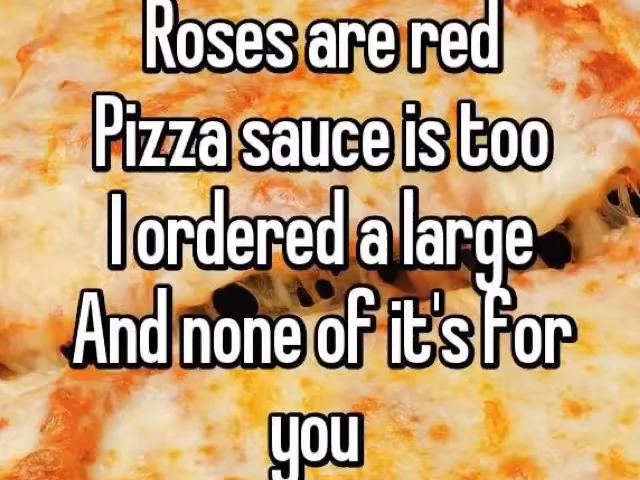 Roses are red
Pizza sauce is too
I ordered a large
And none of it's for
you